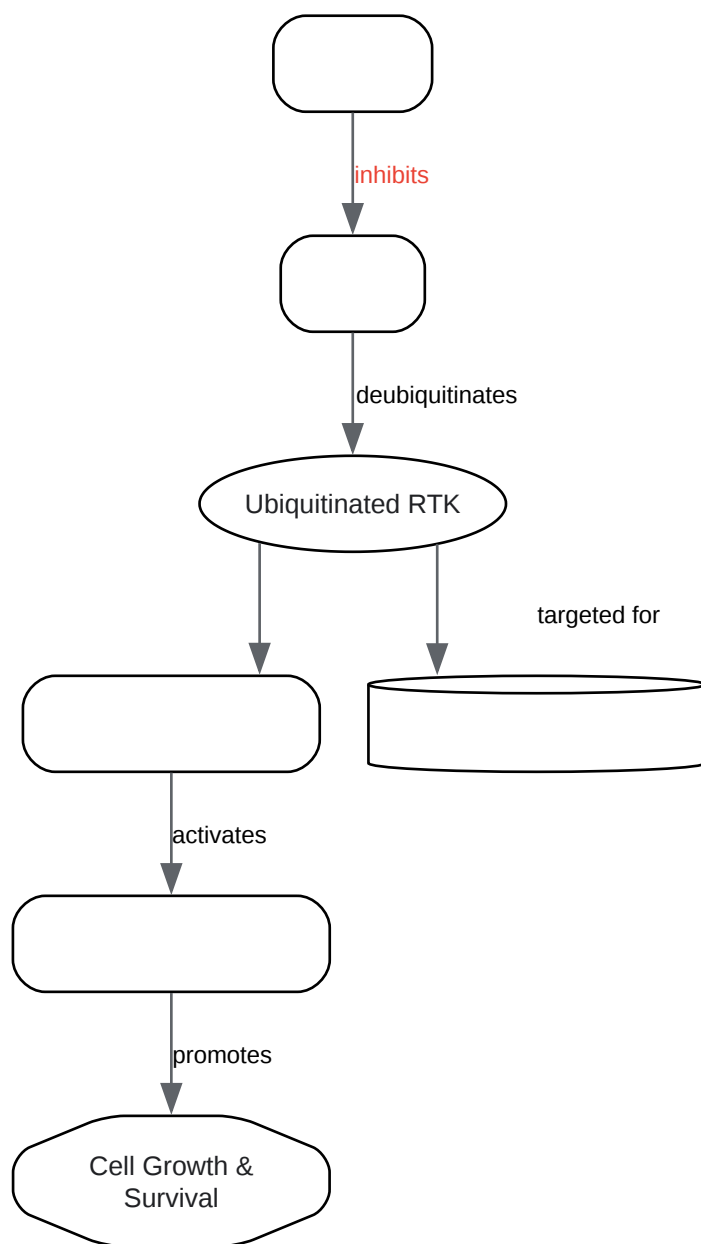 inhibits
deubiquitinates
Ubiquitinated RTK
targeted for
activates
promotes
Cell Growth &
Survival